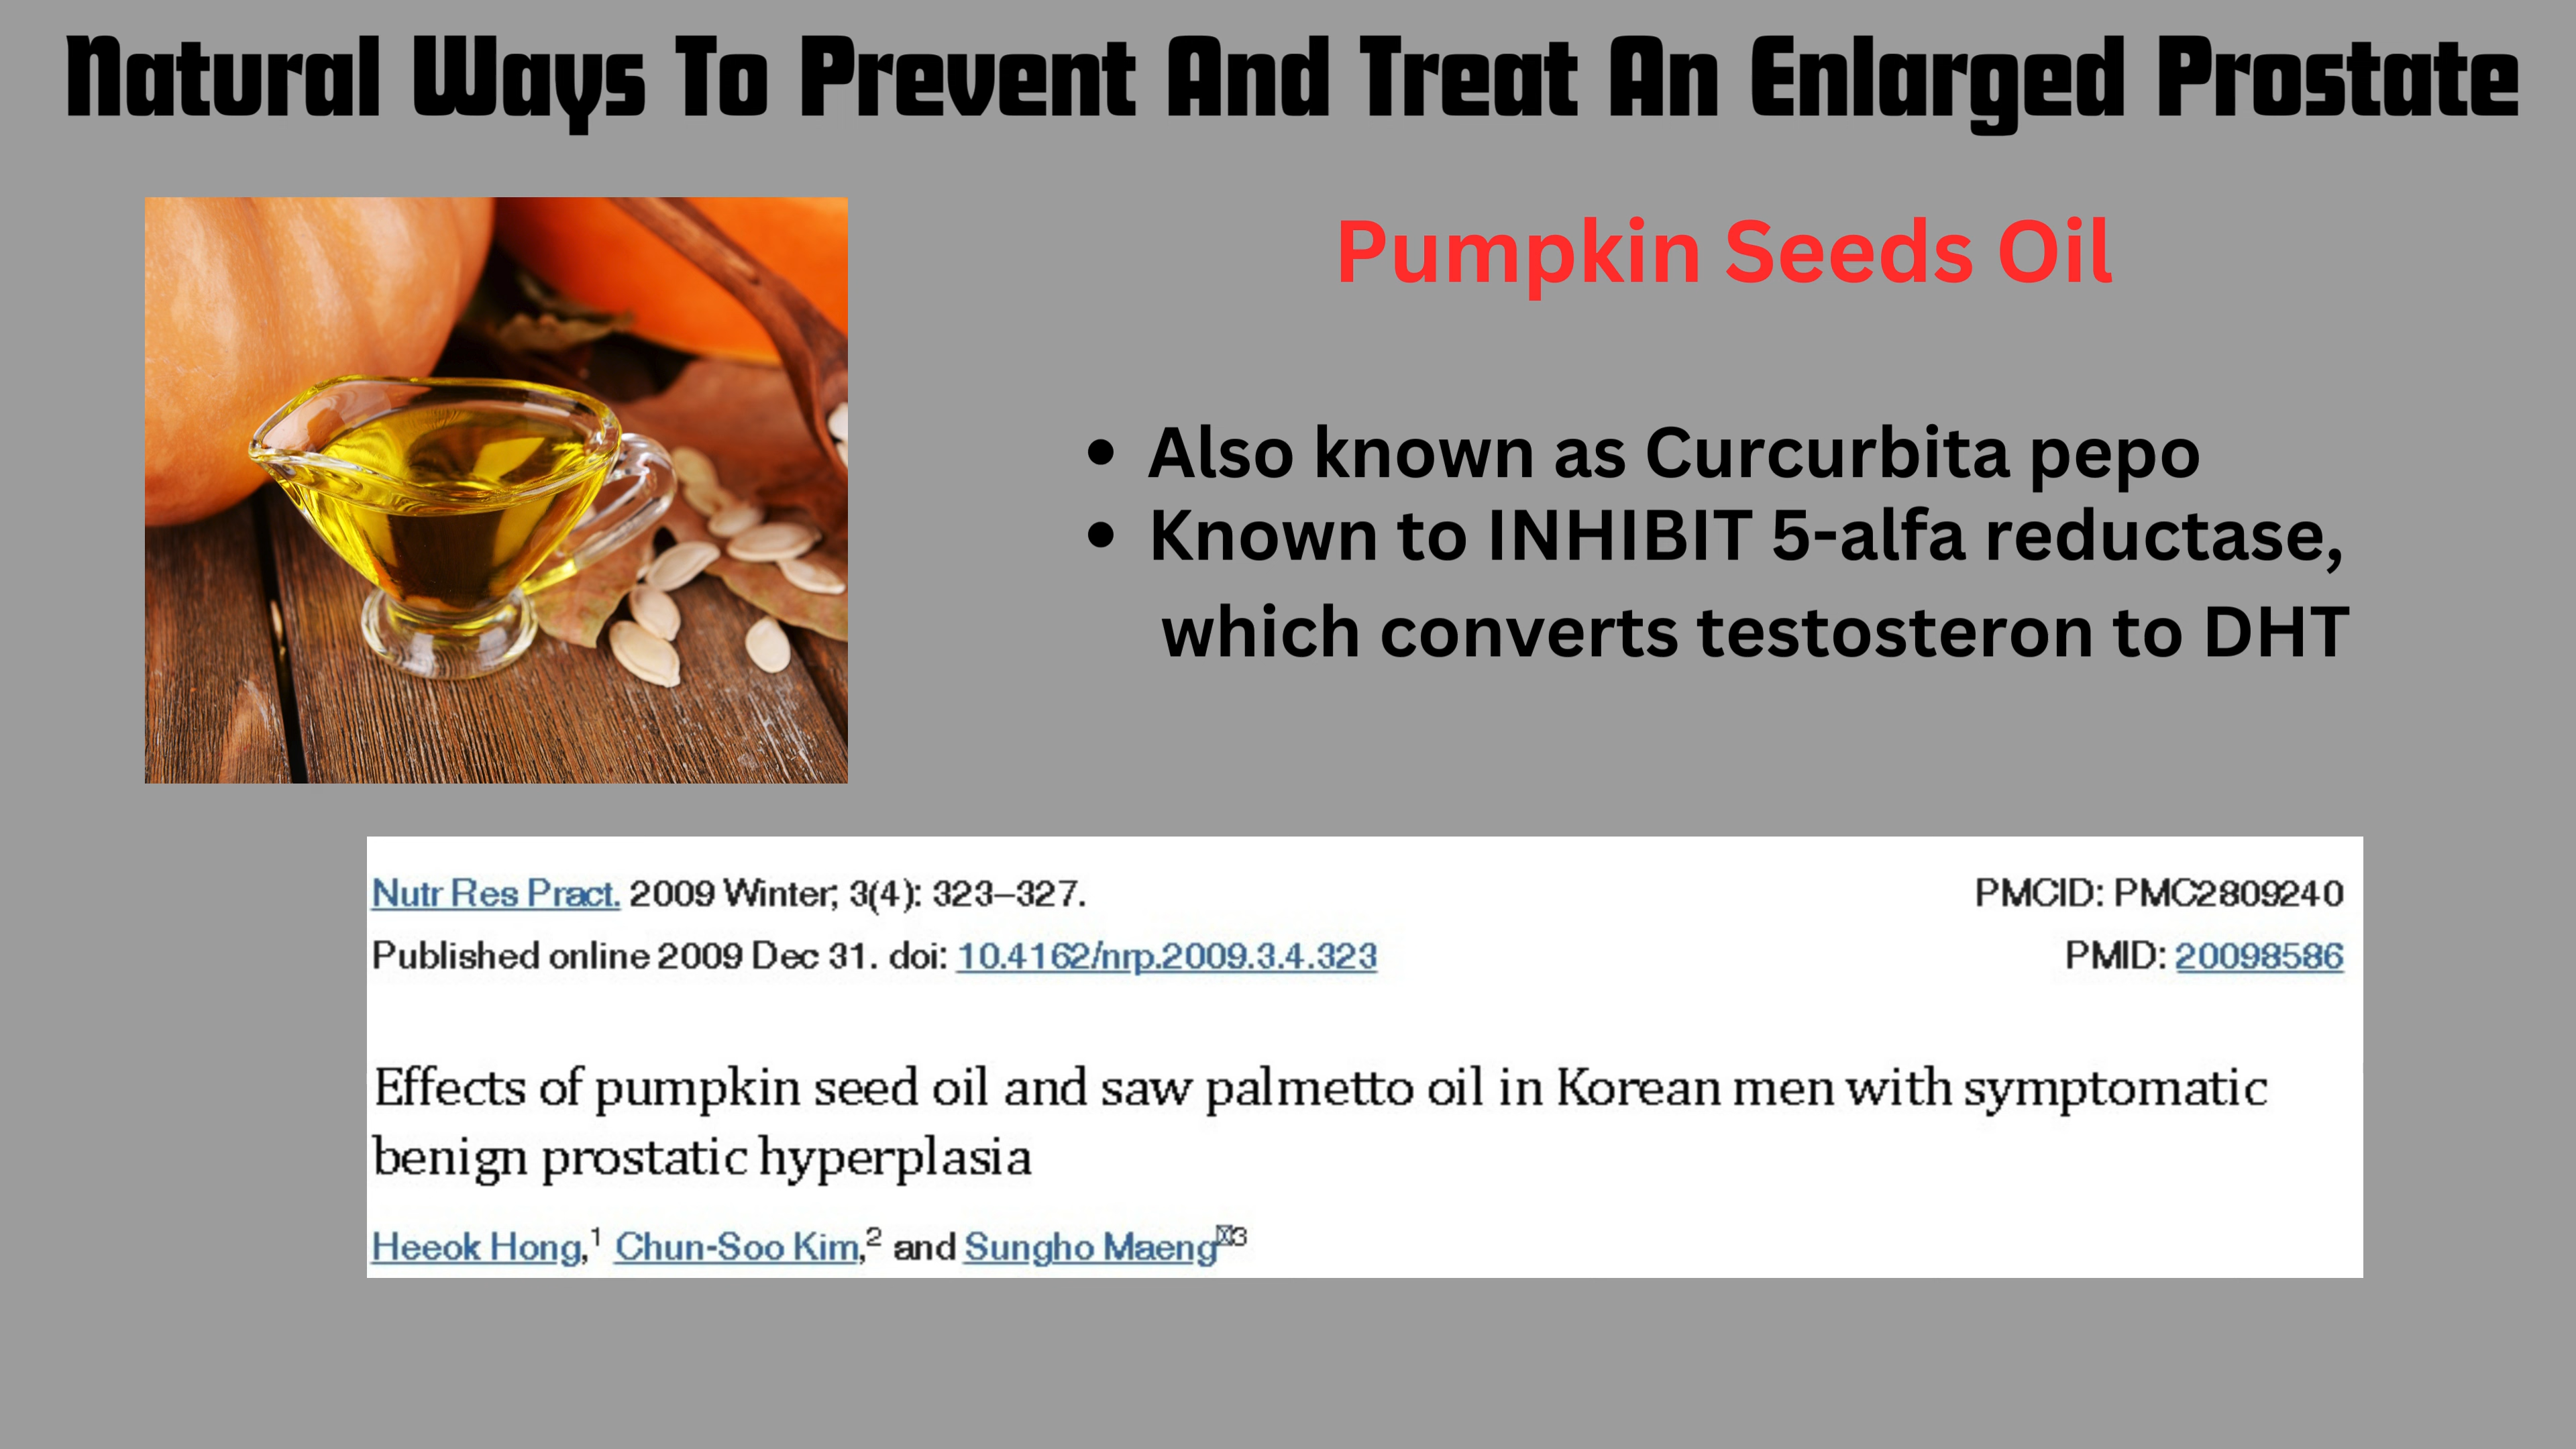 Natural Ways To Prevent And Treat An Enlarged Prostate
Pumpkin Seeds Oil
• Also known as Curcurbita pepo
• Known to INHIBIT 5-alfa reductase,
which converts testosteron to DHT
Nutr Res Pract. 2009 Winter; 3(4): 323–327. PMCID: PMC2809240
Published online 2009 Dec 31. doi: 10.4162/nrp.2009.3.4.323 PMID: 20098586
Effects of pumpkin seed oil and saw palmetto oil in Korean men with symptomatic
benign prostatic hyperplasia
Heeok Hong,1 Chun-Soo Kim,2 and Sungho Maeng☒3